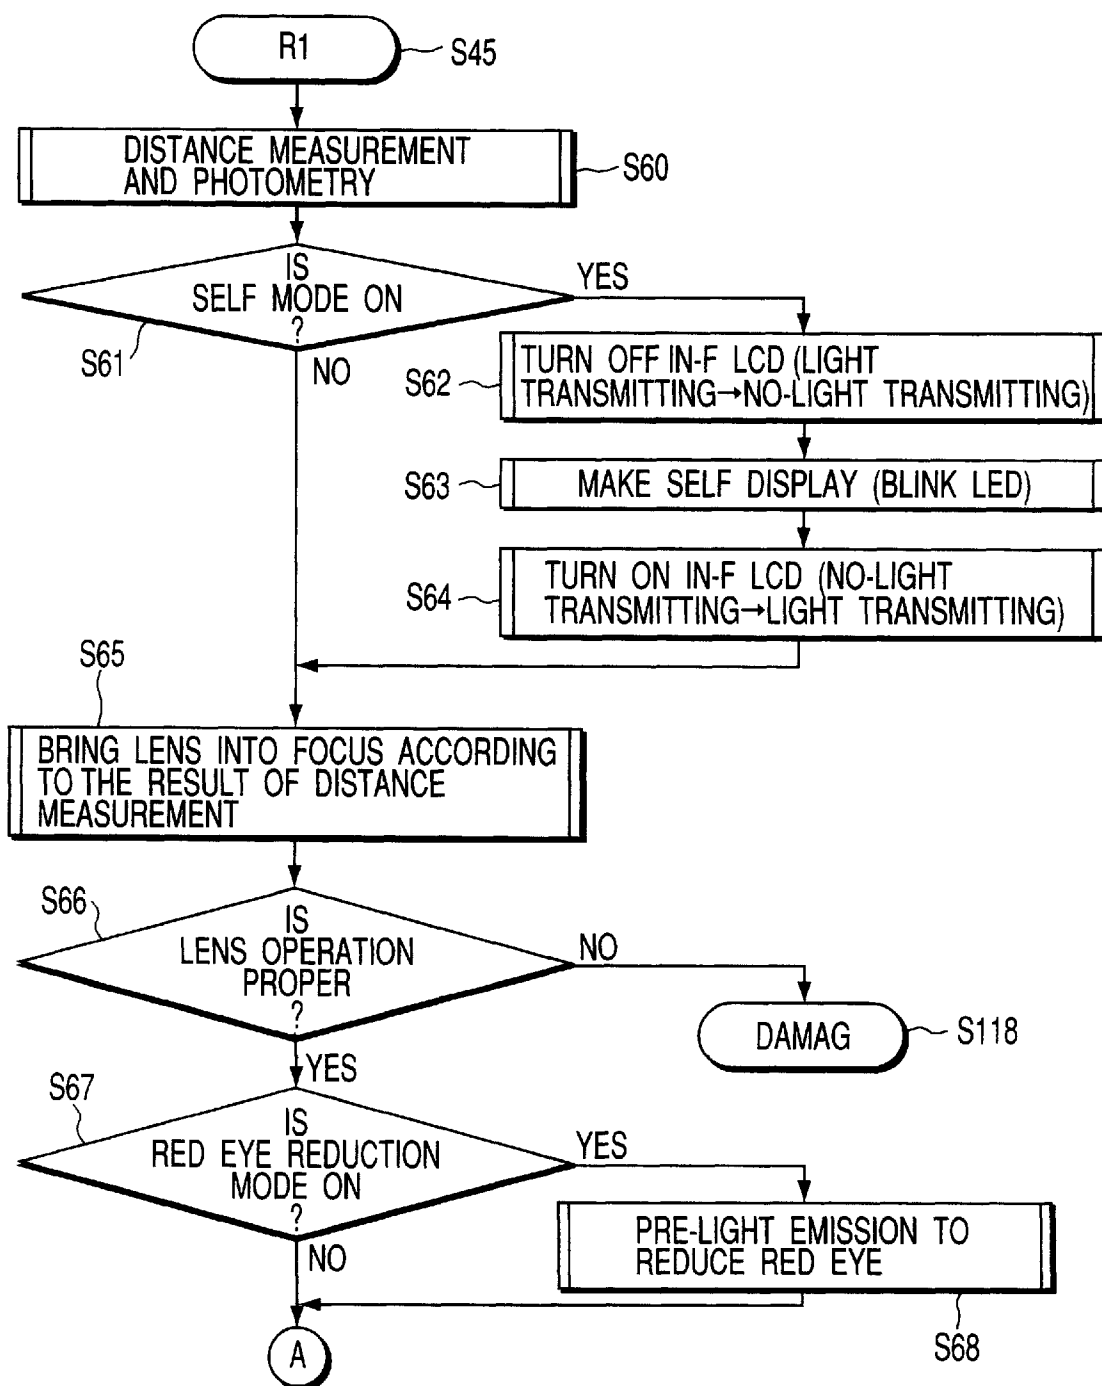 R1
S45
DISTANCE MEASUREMENT
AND PHOTOMETRY
S60
IS
SELF MODE ON
?
S61
YES
NO
TURN OFF IN-F LCD (LIGHT
TRANSMITTING→NO-LIGHT TRANSMITTING)
S62
MAKE SELF DISPLAY (BLINK LED)
S63
TURN ON IN-F LCD (NO-LIGHT
TRANSMITTING→LIGHT TRANSMITTING)
S64
S65
BRING LENS INTO FOCUS ACCORDING
TO THE RESULT OF DISTANCE
MEASUREMENT
S66
IS
LENS OPERATION
PROPER
?
NO
DAMAG
S118
YES
S67
IS
RED EYE REDUCTION
MODE ON
?
YES
PRE-LIGHT EMISSION TO
REDUCE RED EYE
S68
NO
A